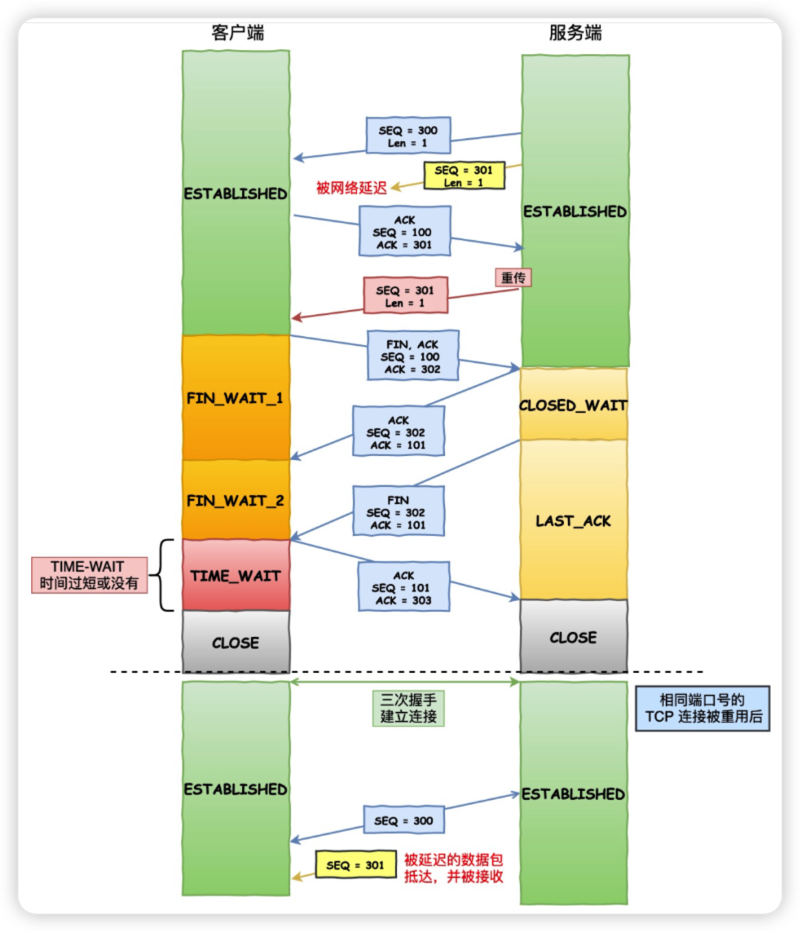 客户端
服务端
SEQ = 300
Len = 1
SEQ = 301
Len = 1
被网络延迟
ESTABLISHED
ESTABLISHED
ACK
SEQ = 100
ACK = 301
重传
SEQ = 301
Len = 1
FIN, ACK
SEQ = 100
ACK = 302
FIN_WAIT_1
CLOSED_WAIT
ACK
SEQ = 302
ACK = 101
FIN_WAIT_2
FIN
SEQ = 302
ACK = 101
LAST_ACK
TIME-WAIT
时间过短或没有
TIME_WAIT
ACK
SEQ = 101
ACK = 303
CLOSE
CLOSE
三次握手
建立连接
相同端口号的
TCP 连接被重用后
ESTABLISHED
ESTABLISHED
SEQ = 300
SEQ = 301
被延迟的数据包
抵达，并被接收